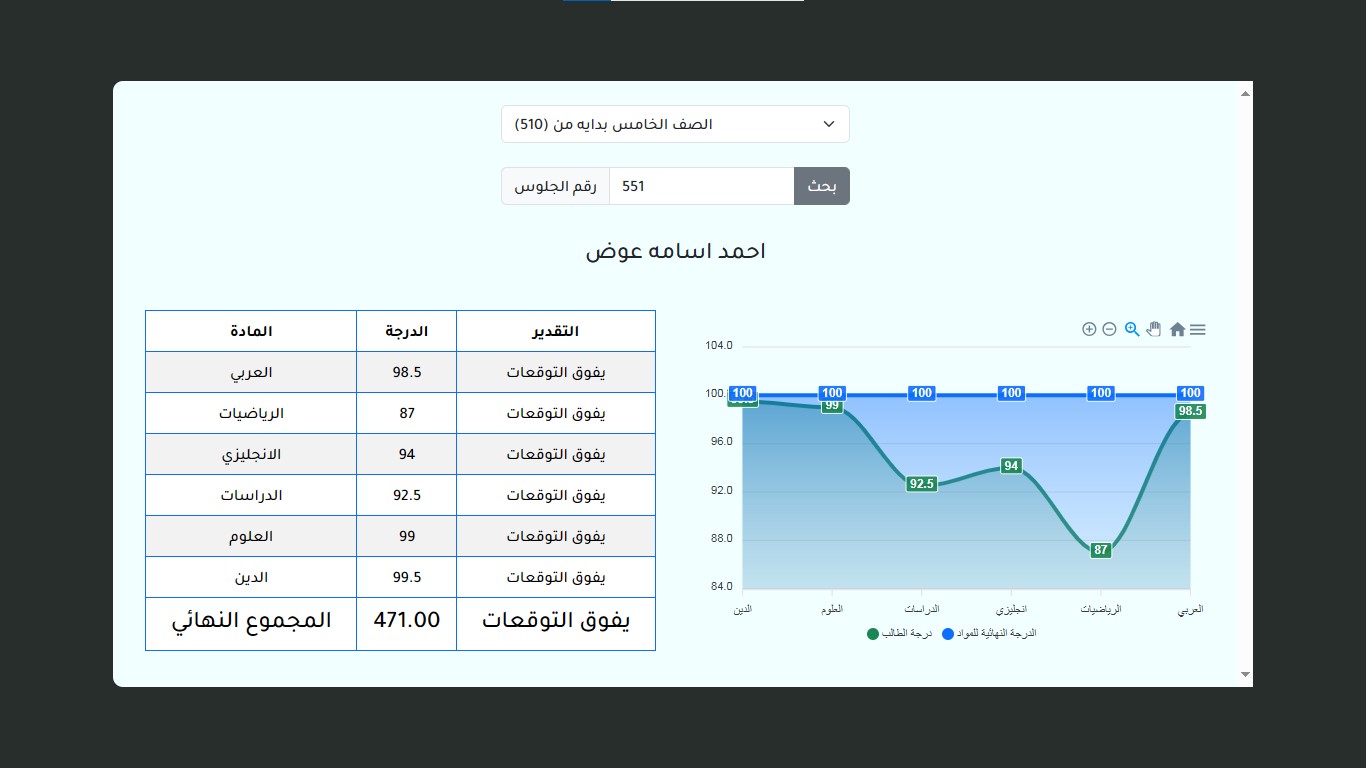 الصف الخامس بدايه من (510)
رقم الجلوس 551 بحث
احمد اسامه عوض
المادة الدرجة التقدير
العربي 98.5 يفوق التوقعات
الرياضيات 87 يفوق التوقعات
الانجليزي 94 يفوق التوقعات
الدراسات 92.5 يفوق التوقعات
العلوم 99 يفوق التوقعات
الدين 99.5 يفوق التوقعات
المجموع النهائي 471.00 يفوق التوقعات
104.0
100.
96.0
92.0
88.0
84.0
100 100 100 100 100 100
99 92.5 94 87 98.5
الدين العلوم الدراسات انجليزي الرياضيات العربي
درجة الطالب الدرجة النهائية للمواد